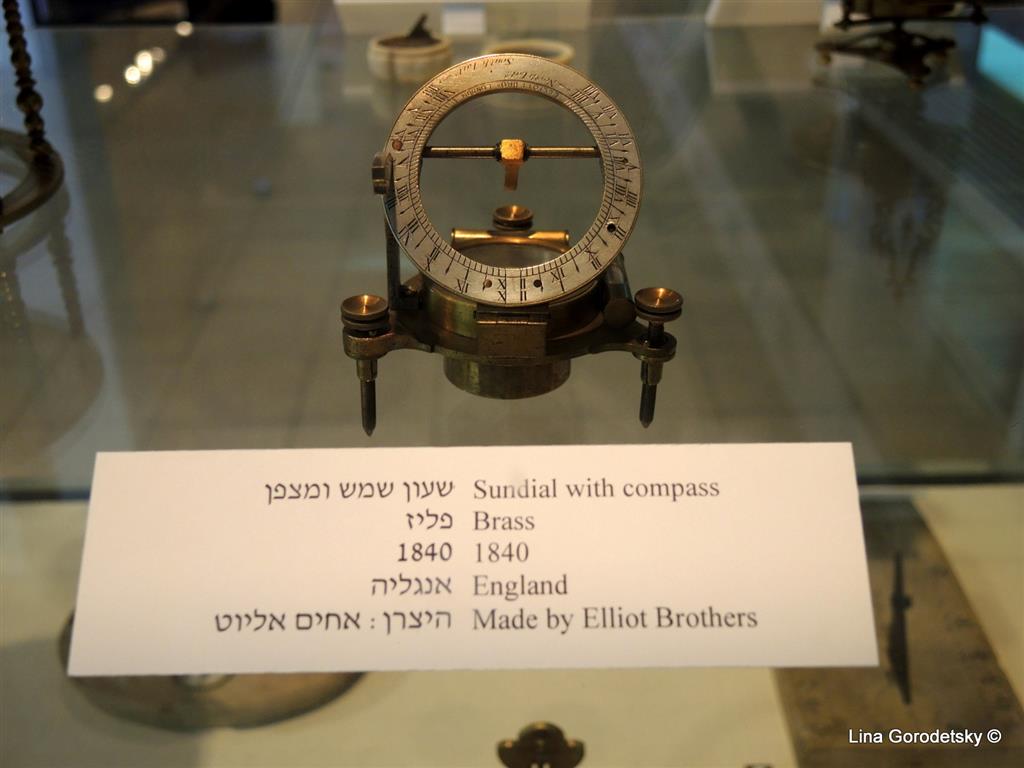 שעון שמש ומצפן Sundial with compass
פליז Brass
1840 1840
אנגליה England
היצרן : אחים אליוט Made by Elliot Brothers
Lina Gorodetsky ©